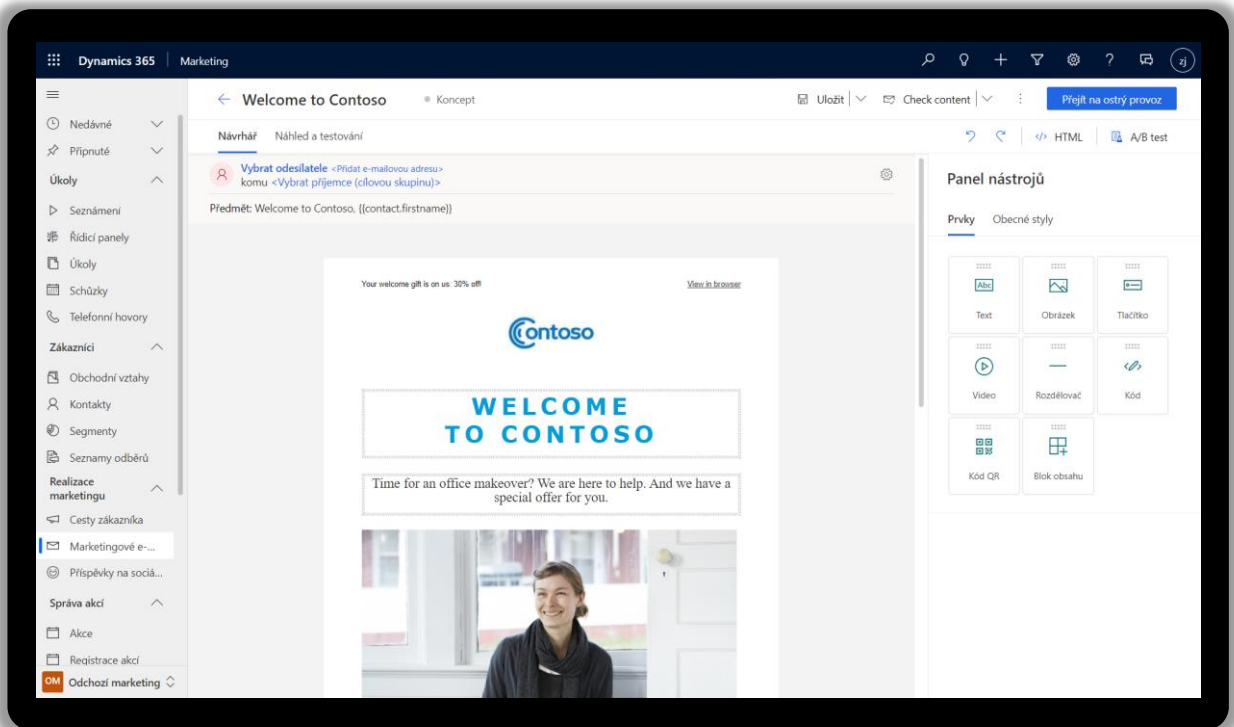 Dynamics 365 Marketing
zj
Welcome to Contoso
Koncept
Uložit
Check content
Přejít na ostrý provoz
Návrhář
Náhled a testování
HTML
A/B test
Nedávné
Připnuté
Úkoly
Seznámení
Řídicí panely
Úkoly
Schůzky
Telefonní hovory
Zákazníci
Obchodní vztahy
Kontakty
Segmenty
Seznamy odběrů
Realizace
marketingu
Cesty zákazníka
Marketingové e-...
Příspěvky na sociá...
Správa akcí
Akce
Registrace akcí
OM Odchozí marketing
Vybrat odesílatele <Přidat e-mailovou adresu>
komu <Vybrat příjemce (cílovou skupinu)>
Předmět: Welcome to Contoso, {{contact.firstname}}
Your welcome gift is on us: 30% off!
View in browser
Contoso
WELCOME
TO CONTOSO
Time for an office makeover? We are here to help. And we have a
special offer for you.
Panel nástrojů
Prvky
Obecné styly
Abc
Text
Obrázek
Tlačítko
Video
Rozdělovač
Kód
Kód QR
Blok obsahu